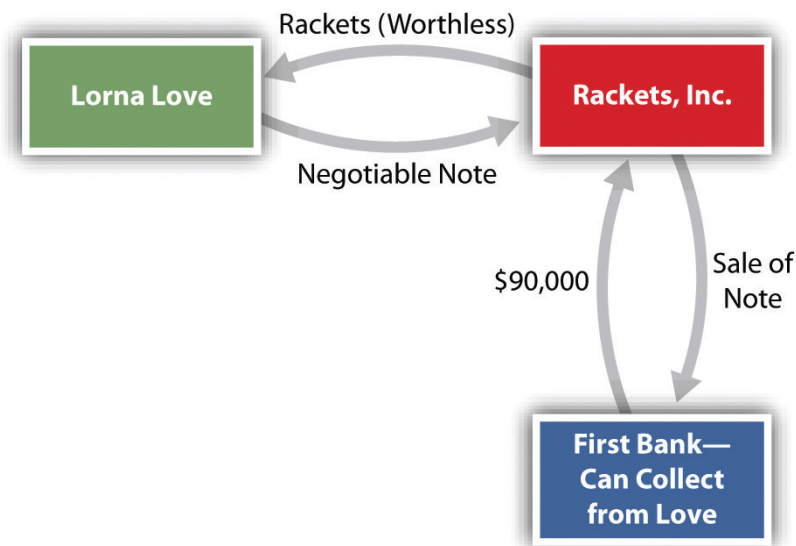 Rackets (Worthless)
Lorna Love
Rackets, Inc.
Negotiable Note
$90,000
Sale of
Note
First Bank—
Can Collect
from Love